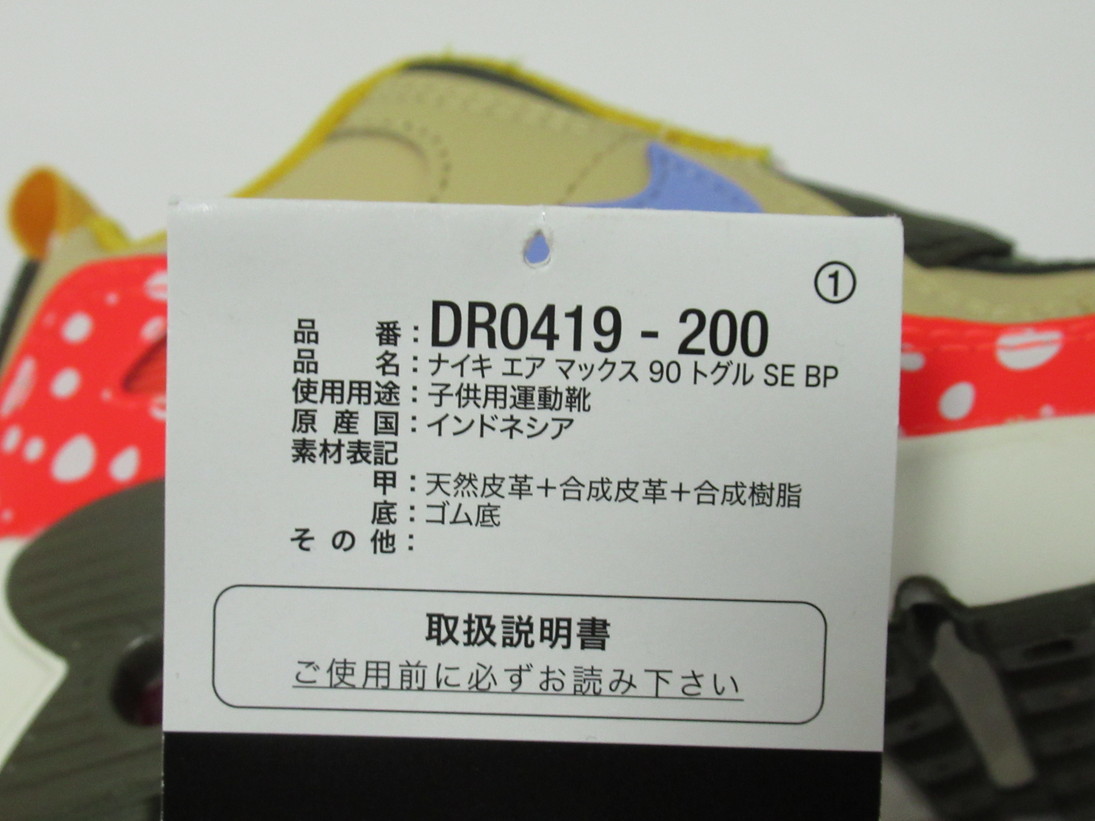 ①
品番：DR0419 - 200
品名：ナイキ エア マックス 90 トグル SE BP
使用用途：子供用運動靴
原産国：インドネシア
素材表記
甲：天然皮革＋合成皮革＋合成樹脂
底：ゴム底
その他：
取扱説明書
ご使用前に必ずお読み下さい